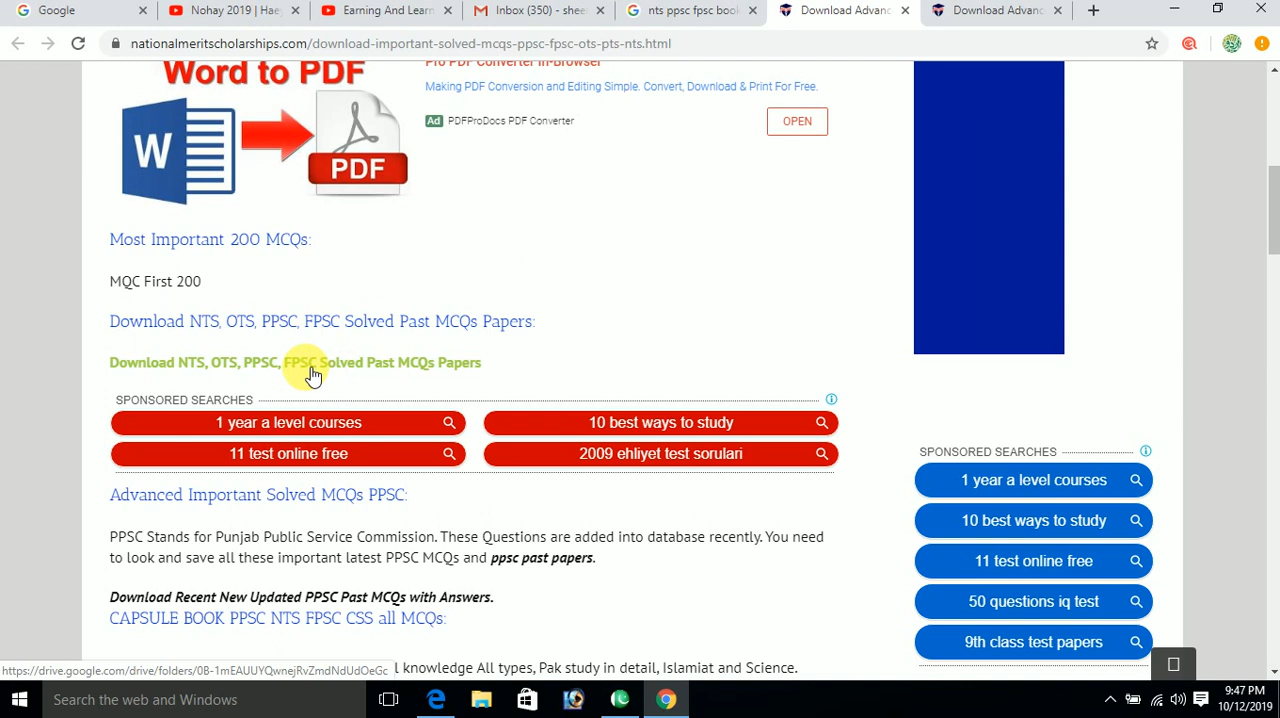 Google
Nohay 2019 | Hae
Earning And Lear
Inbox (350) - shee
nts ppsc fpsc boo
Download Advanc
Download Advanc
nationalmeritscholarships.com/download-important-solved-mcqs-ppsc-fpsc-ots-pts-nts.html
Word to PDF
W
PDF
Pro PDF Converter In-Browser
Making PDF Conversion and Editing Simple. Convert, Download & Print For Free.
Ad PDFProDocs PDF Converter
OPEN
Most Important 200 MCQs:
MQC First 200
Download NTS, OTS, PPSC, FPSC Solved Past MCQs Papers:
Download NTS, OTS, PPSC, FPSC Solved Past MCQs Papers
SPONSORED SEARCHES
1 year a level courses
10 best ways to study
11 test online free
2009 ehliyet test sorulari
Advanced Important Solved MCQs PPSC:
PPSC Stands for Punjab Public Service Commission. These Questions are added into database recently. You need
to look and save all these important latest PPSC MCQs and ppsc past papers.
Download Recent New Updated PPSC Past MCQs with Answers.
CAPSULE BOOK PPSC NTS FPSC CSS all MCQs:
l knowledge All types, Pak study in detail, Islamiat and Science.
SPONSORED SEARCHES
1 year a level courses
10 best ways to study
11 test online free
50 questions iq test
9th class test papers
https://drive.google.com/drive/folders/0B-1mEAUUYQwnejRvZmdNdUdOeGc
Search the web and Windows
9:47 PM
10/12/2019